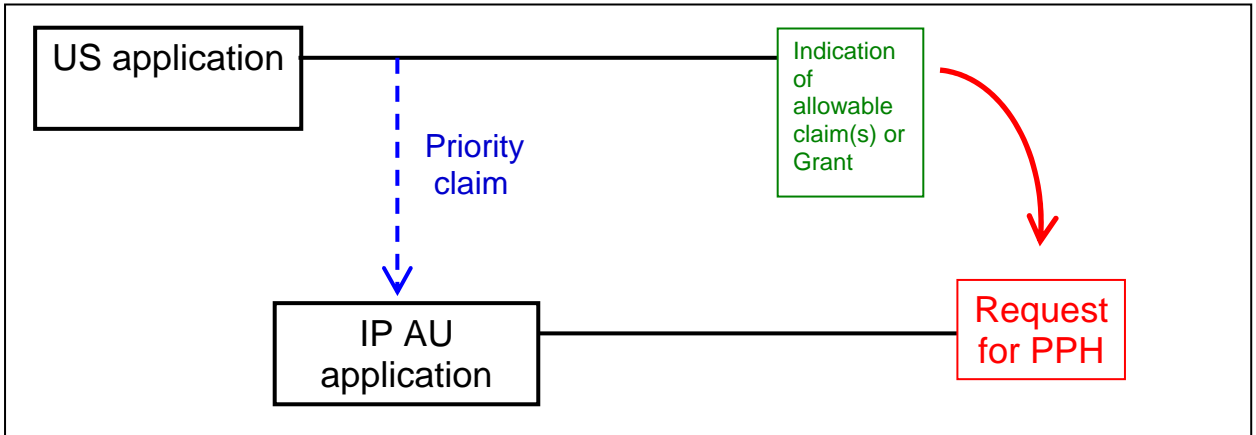 US application
Indication
of
allowable
claim(s) or
Grant
Priority
claim
IP AU
application
Request
for PPH